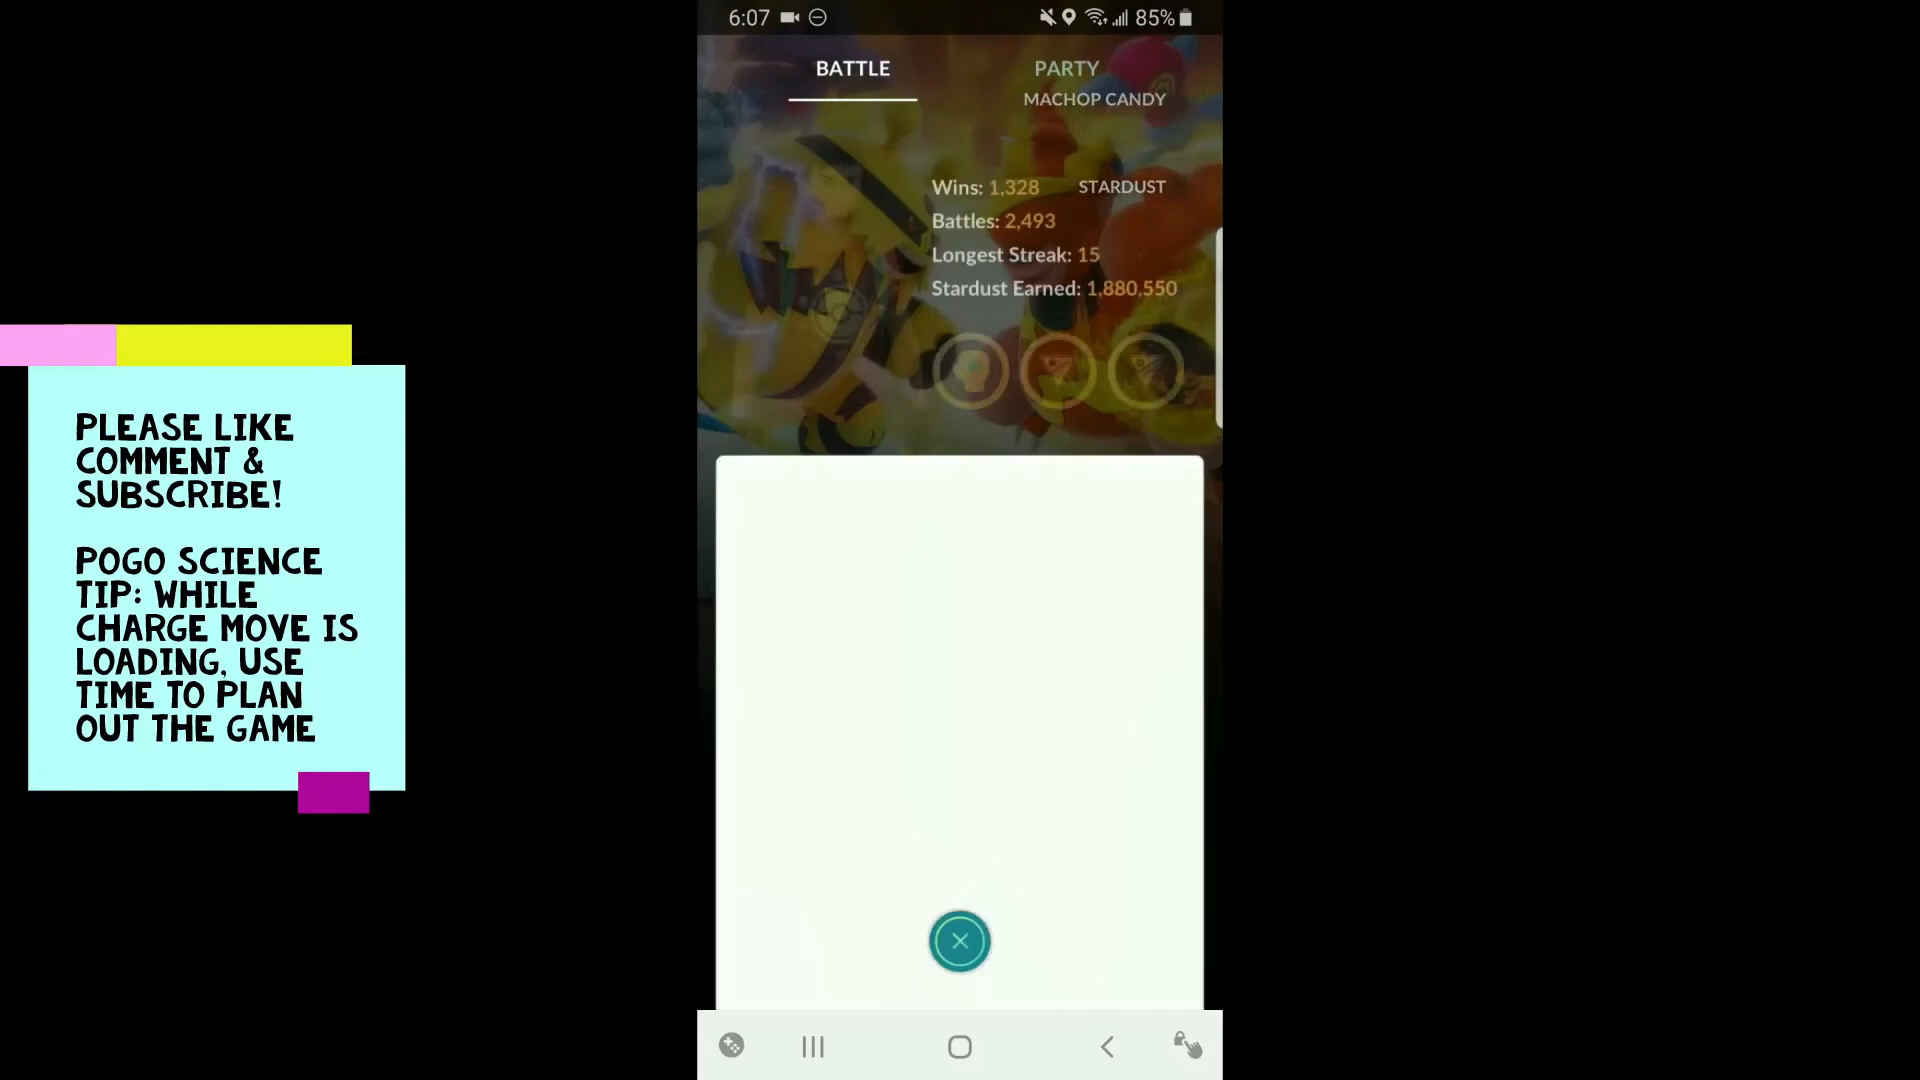 6:07
85%
BATTLE
PARTY
MACHOP CANDY
Wins: 1,328
STARDUST
Battles: 2,493
Longest Streak: 15
Stardust Earned: 1,880,550
PLEASE LIKE
COMMENT &
SUBSCRIBE!
POGO SCIENCE
TIP: WHILE
CHARGE MOVE IS
LOADING, USE
TIME TO PLAN
OUT THE GAME